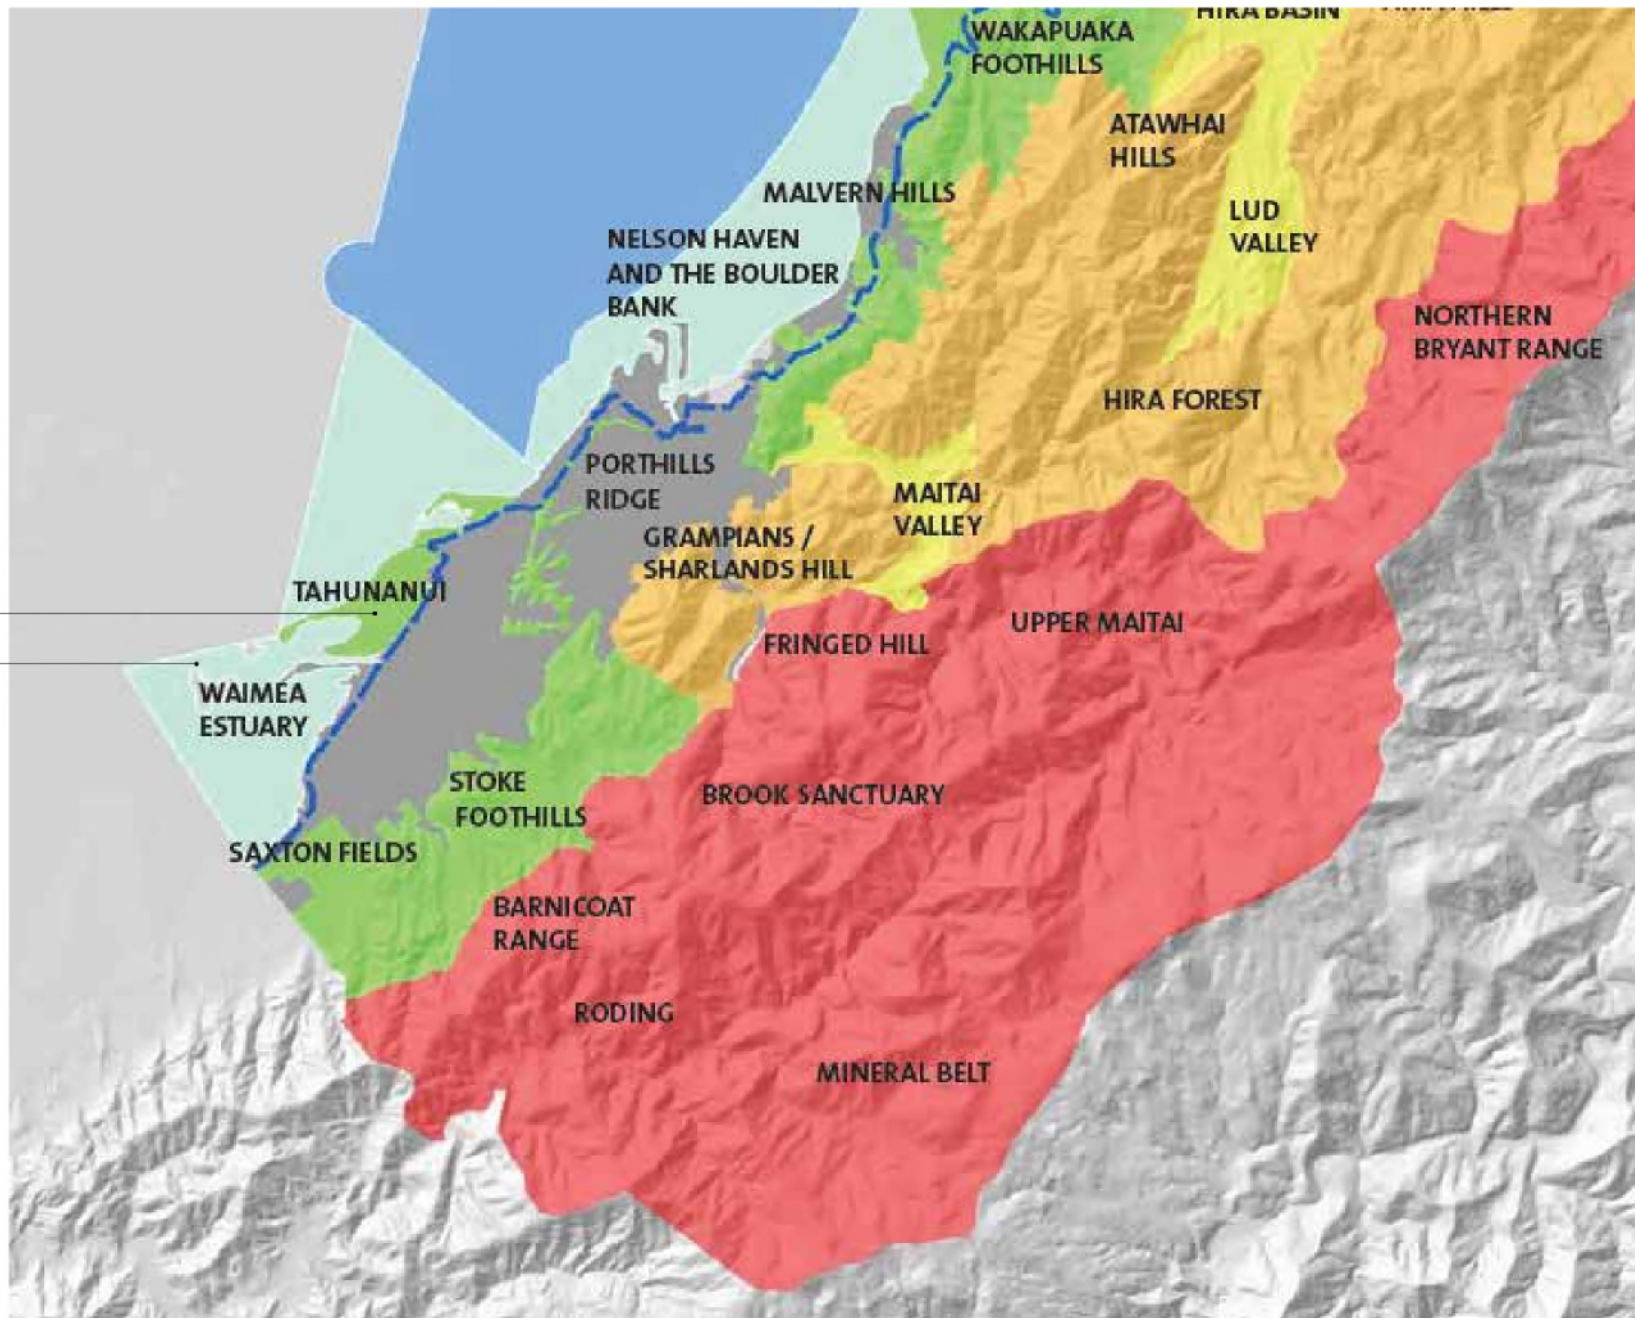 HIRA BASIN
WAKAPUAKA
FOOTHILLS
ATAWHAI
HILLS
MALVERN HILLS
LUD
VALLEY
NELSON HAVEN
AND THE BOULDER
BANK
NORTHERN
BRYANT RANGE
HIRA FOREST
PORTHILLS
RIDGE
MAITAI
VALLEY
GRAMPIANS /
SHARLANDS HILL
TAHUNANUI
UPPER MAITAI
FRINGED HILL
WAIMEA
ESTUARY
STOKE
FOOTHILLS
BROOK SANCTUARY
SAXTON FIELDS
BARNICOAT
RANGE
RODING
MINERAL BELT